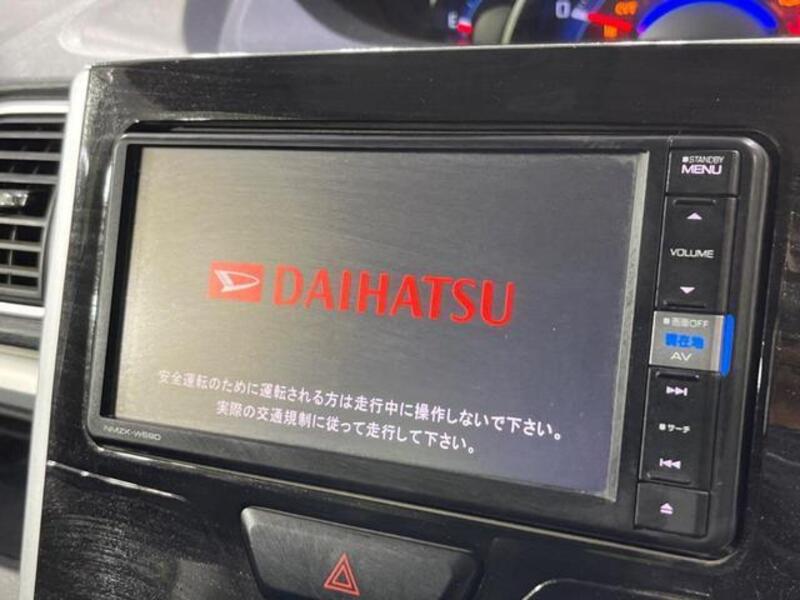 E
0
STANDBY
MENU
VOLUME
画面OFF
現在地
AV
サーチ
DAIHATSU
安全運転のために運転される方は走行中に操作しないで下さい。
実際の交通規制に従って走行して下さい。
NMZK-W69D